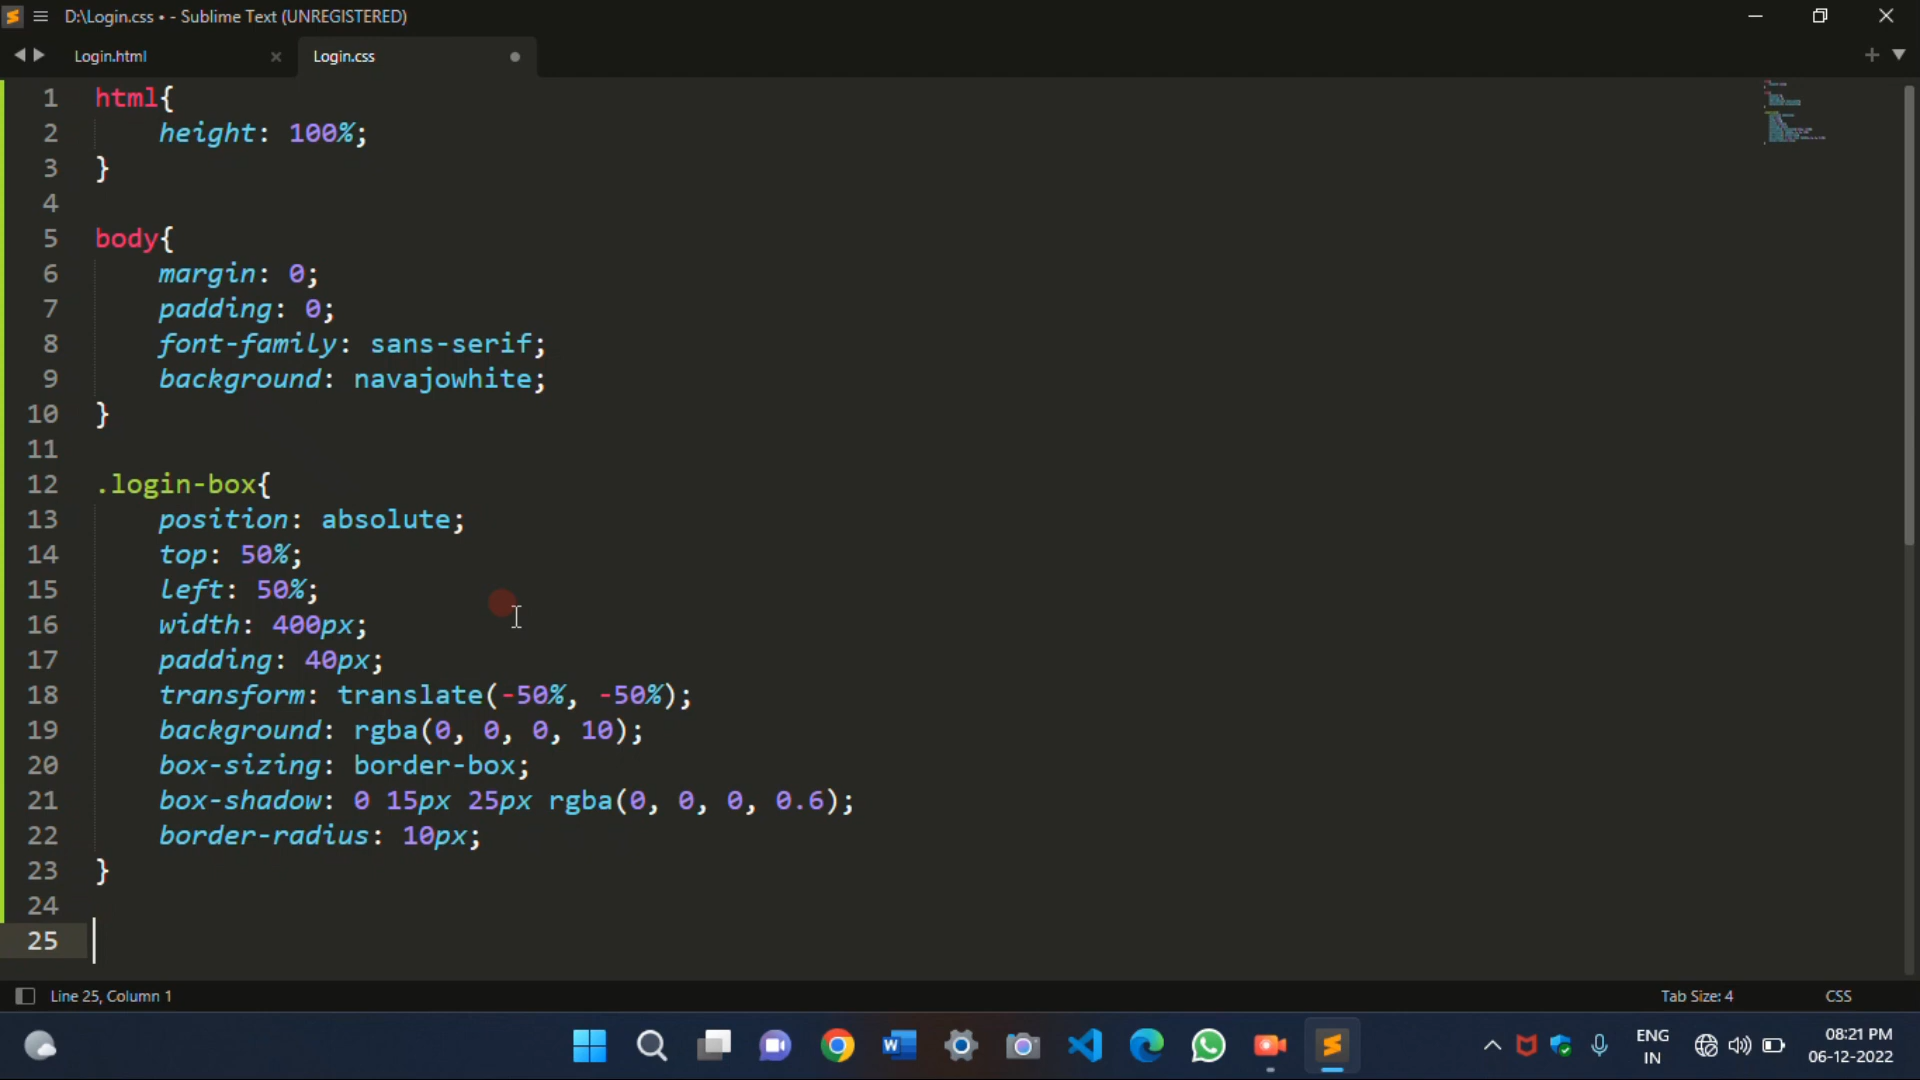 D:\Login.css • - Sublime Text (UNREGISTERED)
Login.html
Login.css
1 html{
2 height: 100%;
3 }
4
5 body{
6 margin: 0;
7 padding: 0;
8 font-family: sans-serif;
9 background: navajowhite;
10 }
11
12 .login-box{
13 position: absolute;
14 top: 50%;
15 left: 50%;
16 width: 400px;
17 padding: 40px;
18 transform: translate(-50%, -50%);
19 background: rgba(0, 0, 0, 10);
20 box-sizing: border-box;
21 box-shadow: 0 15px 25px rgba(0, 0, 0, 0.6);
22 border-radius: 10px;
23 }
24
25
Line 25, Column 1
Tab Size: 4
CSS
ENG
IN
08:21 PM
06-12-2022